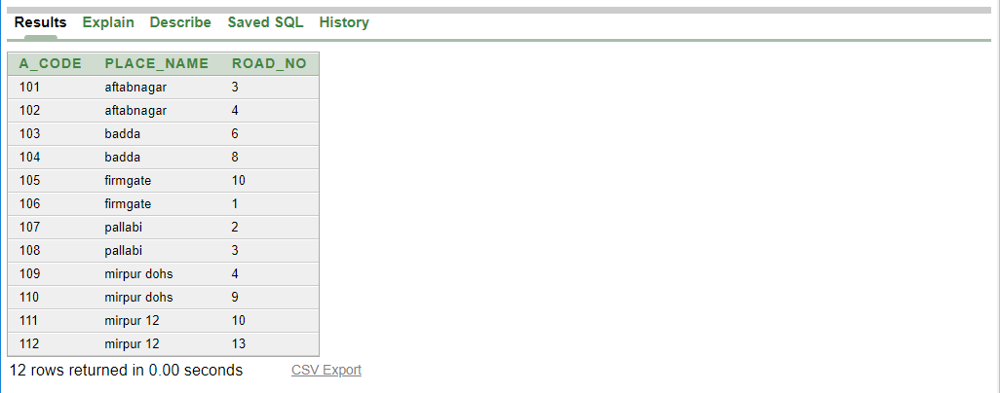 Results Explain Describe Saved SQL History
A_CODE PLACE_NAME ROAD_NO
101 aftabnagar 3
102 aftabnagar 4
103 badda 6
104 badda 8
105 firmgate 10
106 firmgate 1
107 pallabi 2
108 pallabi 3
109 mirpur dohs 4
110 mirpur dohs 9
111 mirpur 12 10
112 mirpur 12 13
12 rows returned in 0.00 seconds CSV Export